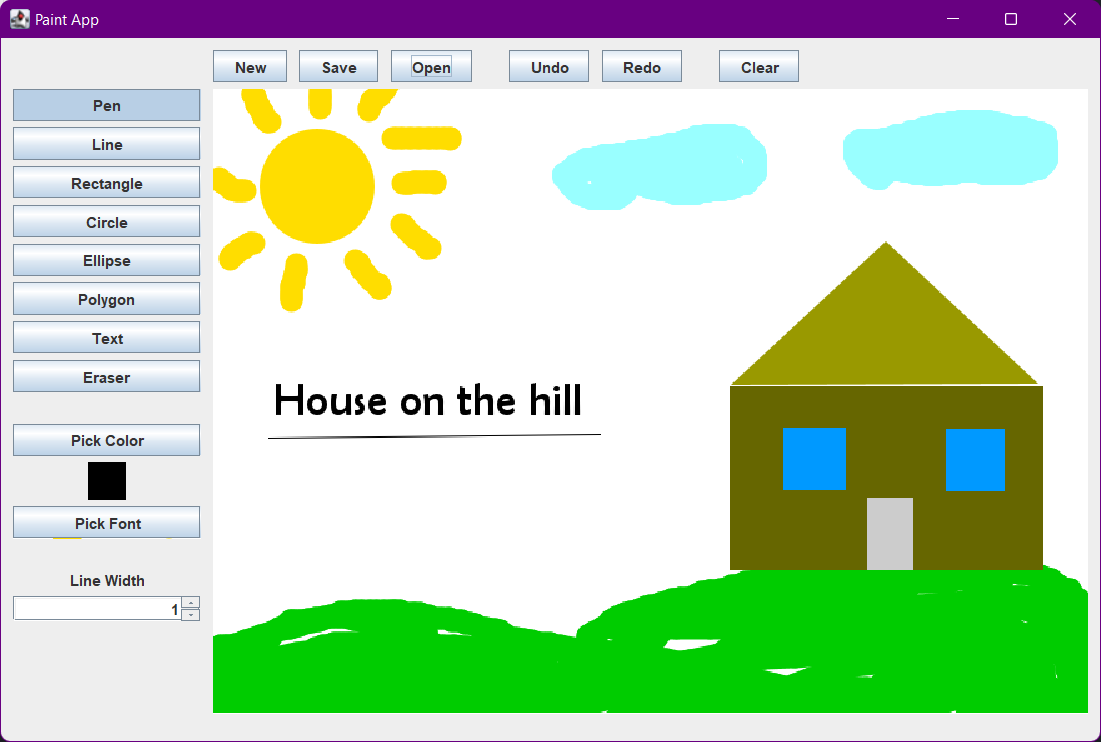 Paint App
New Save Open Undo Redo Clear
Pen
Line
Rectangle
Circle
Ellipse
Polygon
Text
Eraser
House on the hill
Pick Color
Pick Font
Line Width
1